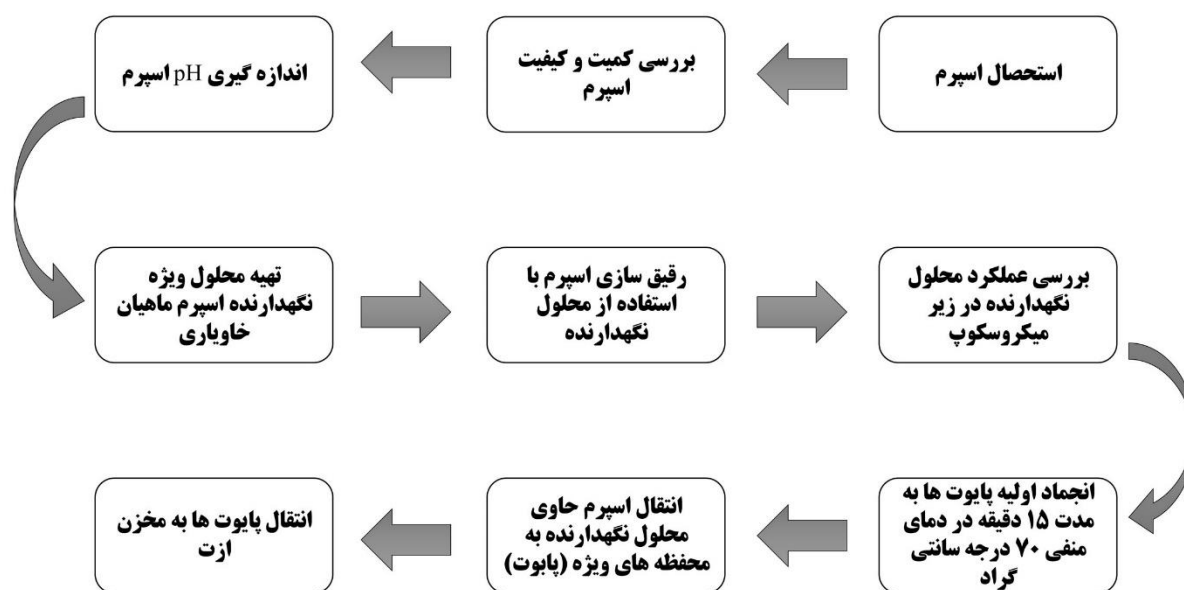 استحصال اسپرم
بررسی کمیت و کیفیت
اسپرم
اندازه گیری pH اسپرم
تهیه محلول ویژه
نگهدارنده اسپرم ماهیان
خاویاری
رقیق سازی اسپرم با
استفاده از محلول
نگهدارنده
بررسی عملکرد محلول
نگهدارنده در زیر
میکروسکوپ
انجماد اولیه پایوت ها به
مدت ۱۵ دقیقه در دمای
منفی ۷۰ درجه سانتی
گراد
انتقال اسپرم حاوی
محلول نگهدارنده به
محفظه های ویژه (پابوت)
انتقال پایوت ها به مخزن
ازت